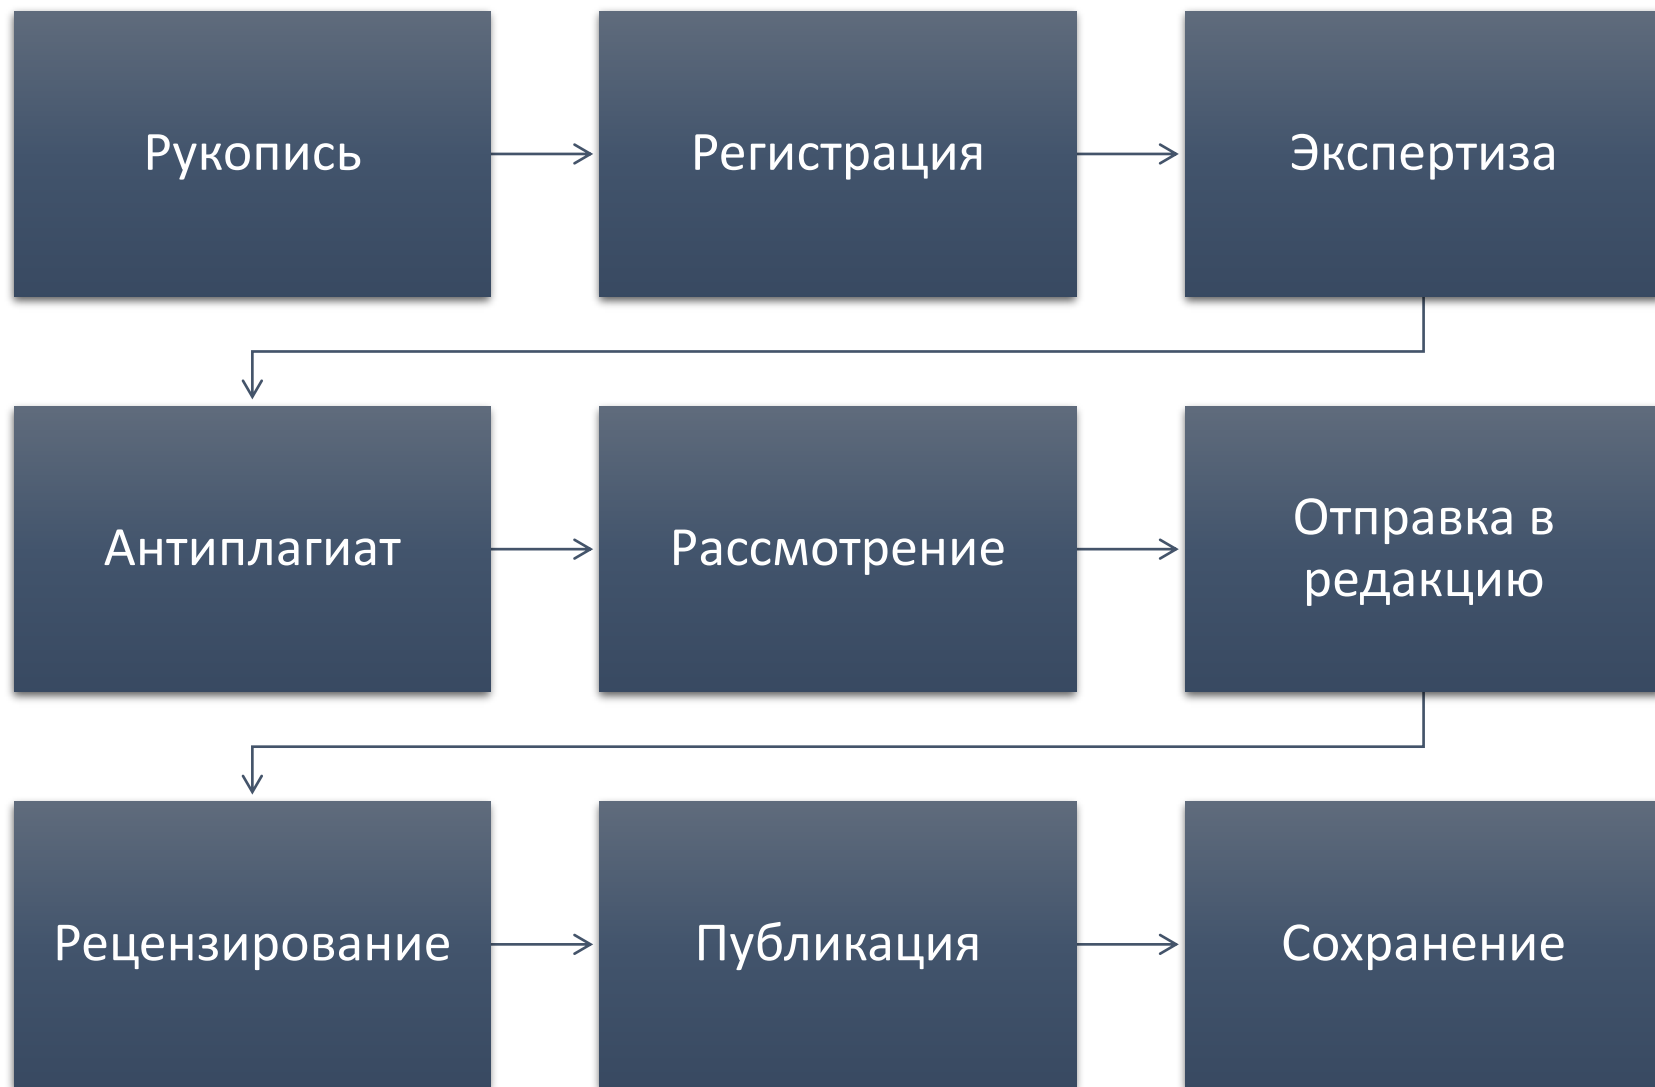 Рукопись
Регистрация
Экспертиза
Антиплагиат
Рассмотрение
Отправка в
редакцию
Рецензирование
Публикация
Сохранение